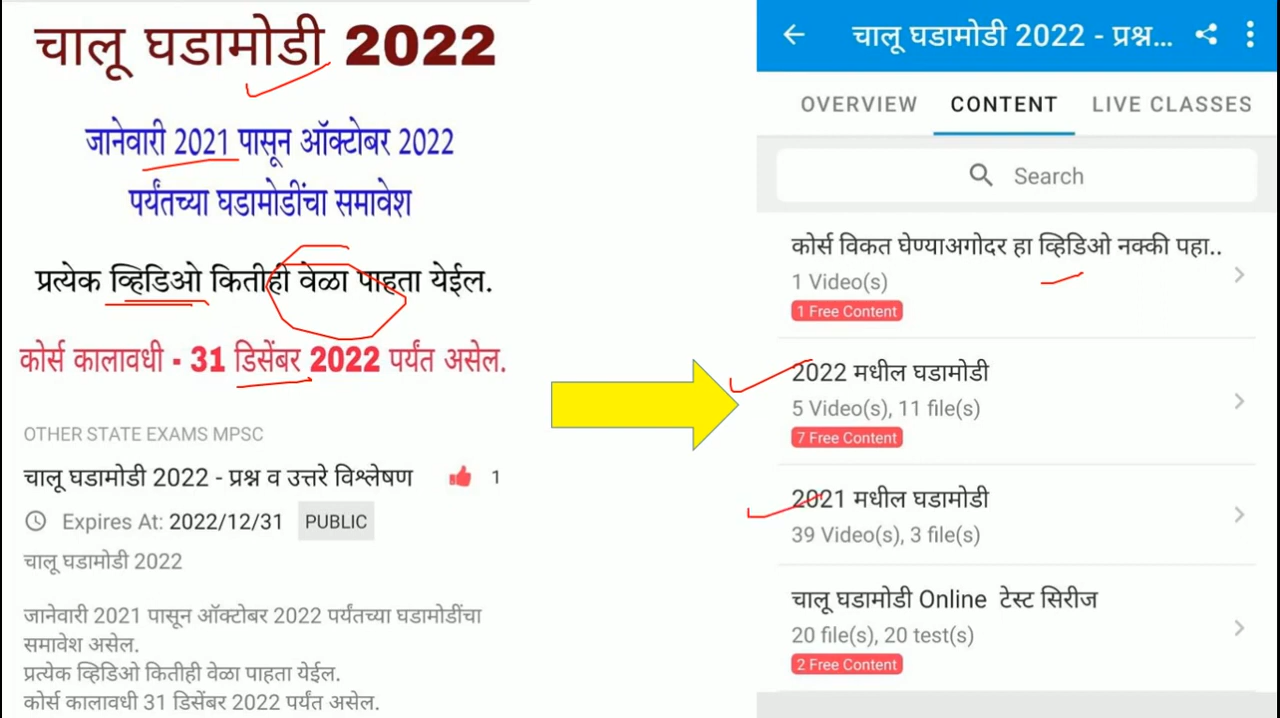 चालू घडामोडी 2022
जानेवारी 2021 पासून ऑक्टोबर 2022
पर्यंतच्या घडामोडींचा समावेश
प्रत्येक व्हिडिओ कितीही वेळा पाहता येईल.
कोर्स कालावधी - 31 डिसेंबर 2022 पर्यंत असेल.
OTHER STATE EXAMS MPSC
चालू घडामोडी 2022 - प्रश्न व उत्तरे विश्लेषण 1
Expires At: 2022/12/31 PUBLIC
चालू घडामोडी 2022
जानेवारी 2021 पासून ऑक्टोबर 2022 पर्यंतच्या घडामोडींचा
समावेश असेल.
प्रत्येक व्हिडिओ कितीही वेळा पाहता येईल.
कोर्स कालावधी 31 डिसेंबर 2022 पर्यंत असेल.
चालू घडामोडी 2022 - प्रश्न...
OVERVIEW CONTENT LIVE CLASSES
Search
कोर्स विकत घेण्याअगोदर हा व्हिडिओ नक्की पहा..
1 Video(s)
1 Free Content
2022 मधील घडामोडी
5 Video(s), 11 file(s)
7 Free Content
2021 मधील घडामोडी
39 Video(s), 3 file(s)
चालू घडामोडी Online टेस्ट सिरीज
20 file(s), 20 test(s)
2 Free Content